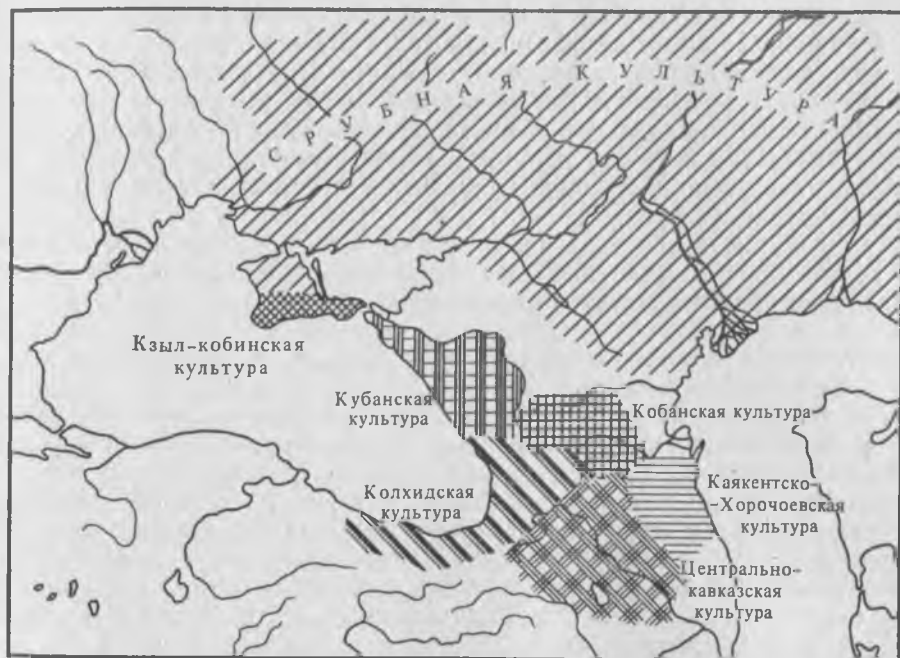 СРУБНАЯ КУЛЬТУРА
Кзыл-кобинская
культура
Кубанская
культура
Кобанская культура
Колхидская
культура
Каякентско-
-Хорочоевская
культура
Центрально-
кавказская
культура